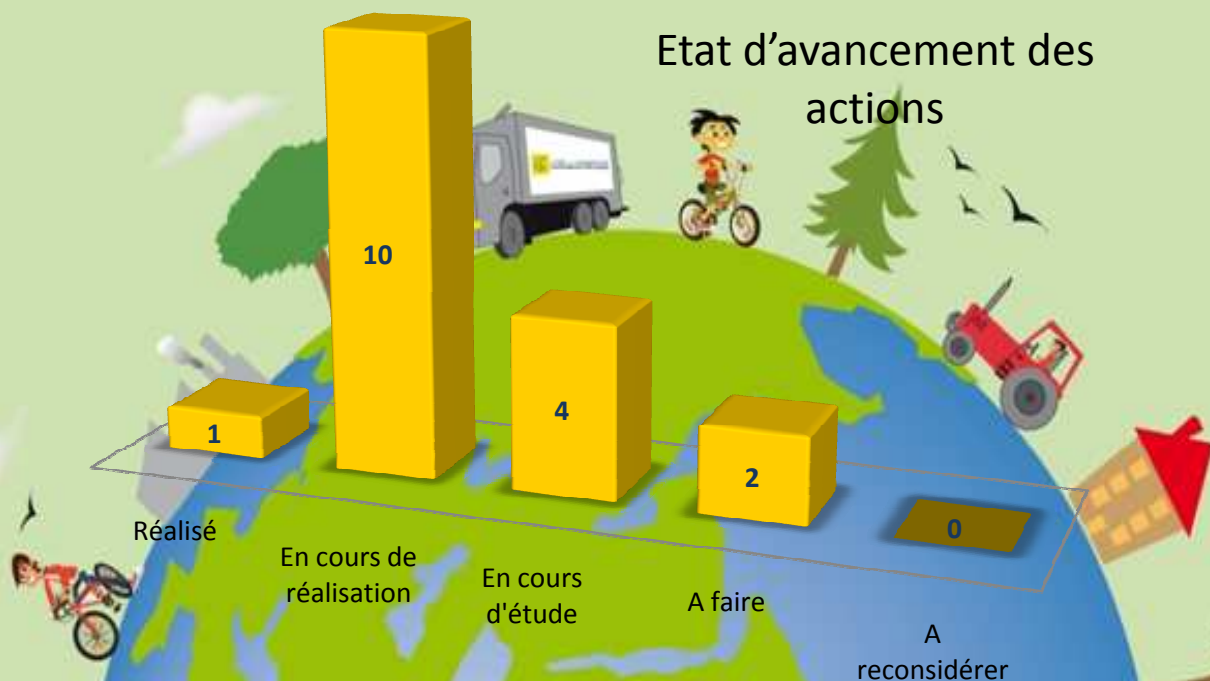 Etat d'avancement des
actions
10
4
1
2
0
Réalisé
En cours de
réalisation
En cours
d'étude
A faire
A
reconsidérer